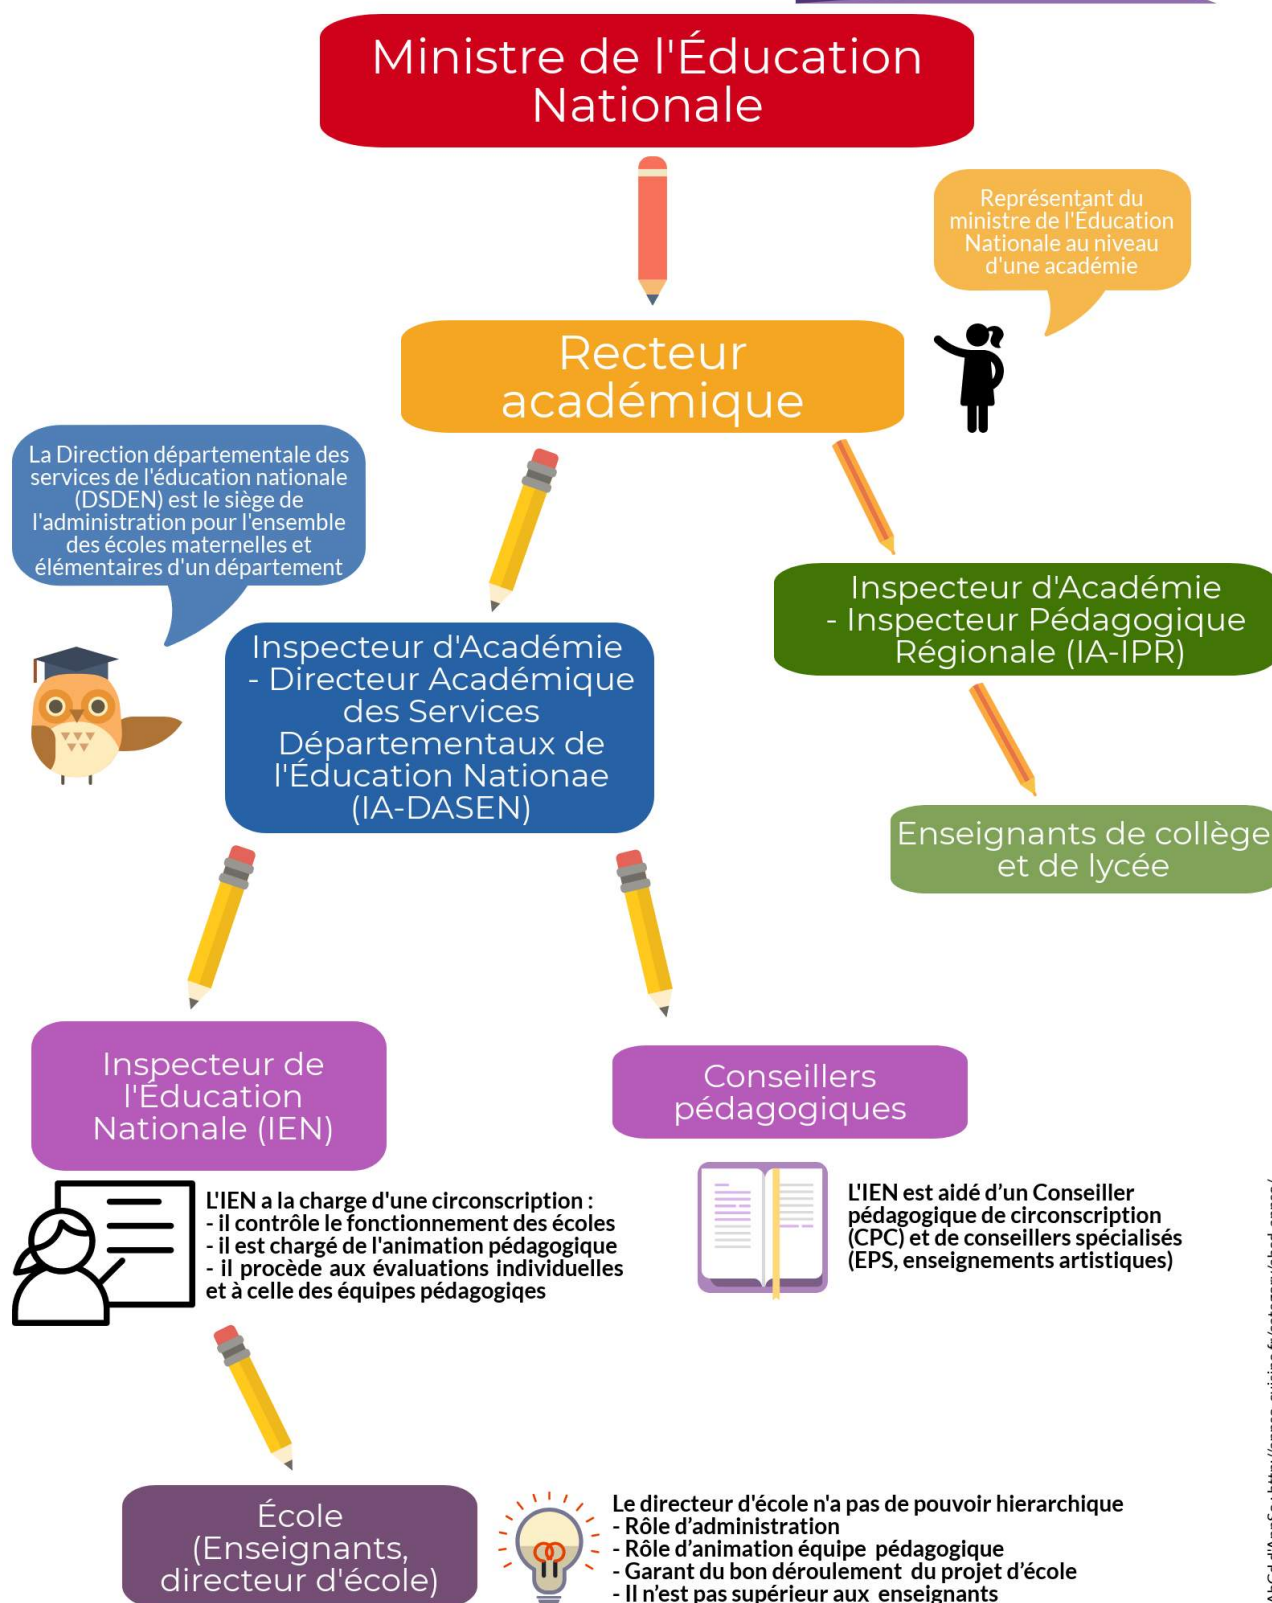 Ministre de l'Éducation
Nationale
Représentant du
ministre de l'Éducation
Nationale au niveau
d'une académie
Recteur
académique
La Direction départementale des
services de l'éducation nationale
(DSDEN) est le siège de
l'administration pour l'ensemble
des écoles maternelles et
élémentaires d'un département
Inspecteur d'Académie
- Inspecteur Pédagogique
Régionale (IA-IPR)
Inspecteur d'Académie
- Directeur Académique
des Services
Départementaux de
l'Éducation Nationae
(IA-DASEN)
Enseignants de collège
et de lycée
Inspecteur de
l'Éducation
Nationale (IEN)
Conseillers
pédagogiques
L'IEN a la charge d'une circonscription :
- il contrôle le fonctionnement des écoles
- il est chargé de l'animation pédagogique
- il procède aux évaluations individuelles
et à celle des équipes pédagogiqes
L'IEN est aidé d'un Conseiller
pédagogique de circonscription
(CPC) et de conseillers spécialisés
(EPS, enseignements artistiques)
École
(Enseignants,
directeur d'école)
Le directeur d'école n'a pas de pouvoir hierarchique
- Rôle d'administration
- Rôle d'animation équipe pédagogique
- Garant du bon déroulement du projet d'école
- Il n'est pas supérieur aux enseignants